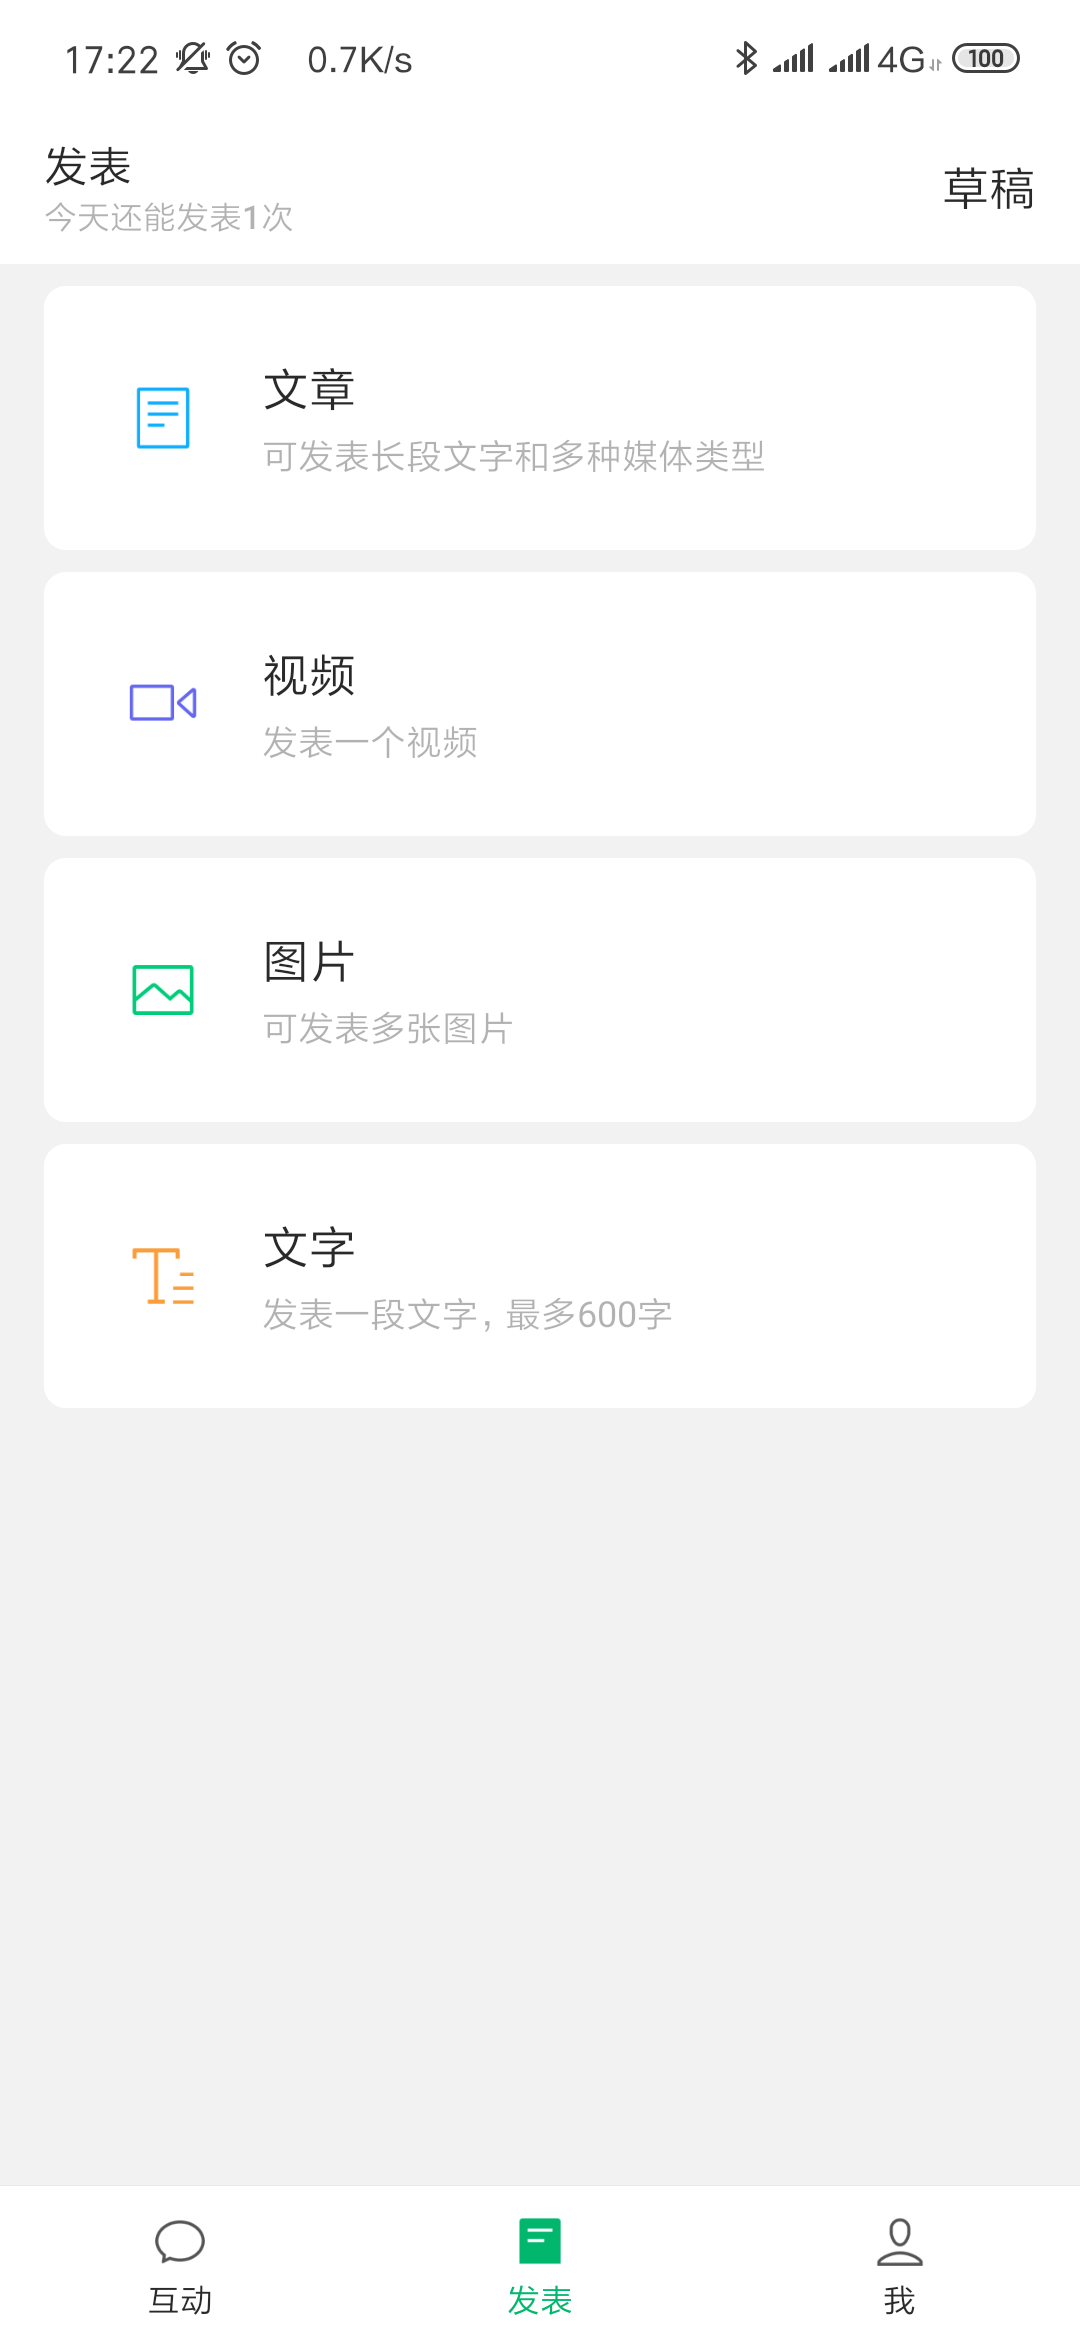 17:22 0.7K/s 4G 100
发表
今天还能发表1次
草稿
文章
可发表长段文字和多种媒体类型
视频
发表一个视频
图片
可发表多张图片
文字
发表一段文字，最多600字
互动 发表 我